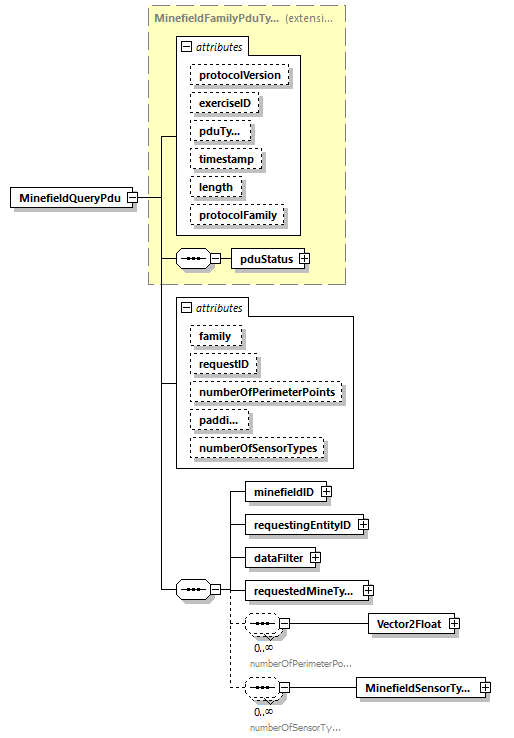 MinefieldFamilyPduTy... (extensi...
attributes
protocolVersion
exerciseID
pduTy...
timestamp
length
protocolFamily
MinefieldQueryPdu
pduStatus
attributes
family
requestID
numberOfPerimeterPoints
paddi...
numberOfSensorTypes
minefieldID
requestingEntityID
dataFilter
requestedMineTy...
Vector2Float
0..∞
numberOfPerimeterPo...
MinefieldSensorTy...
0..∞
numberOfSensorTy...